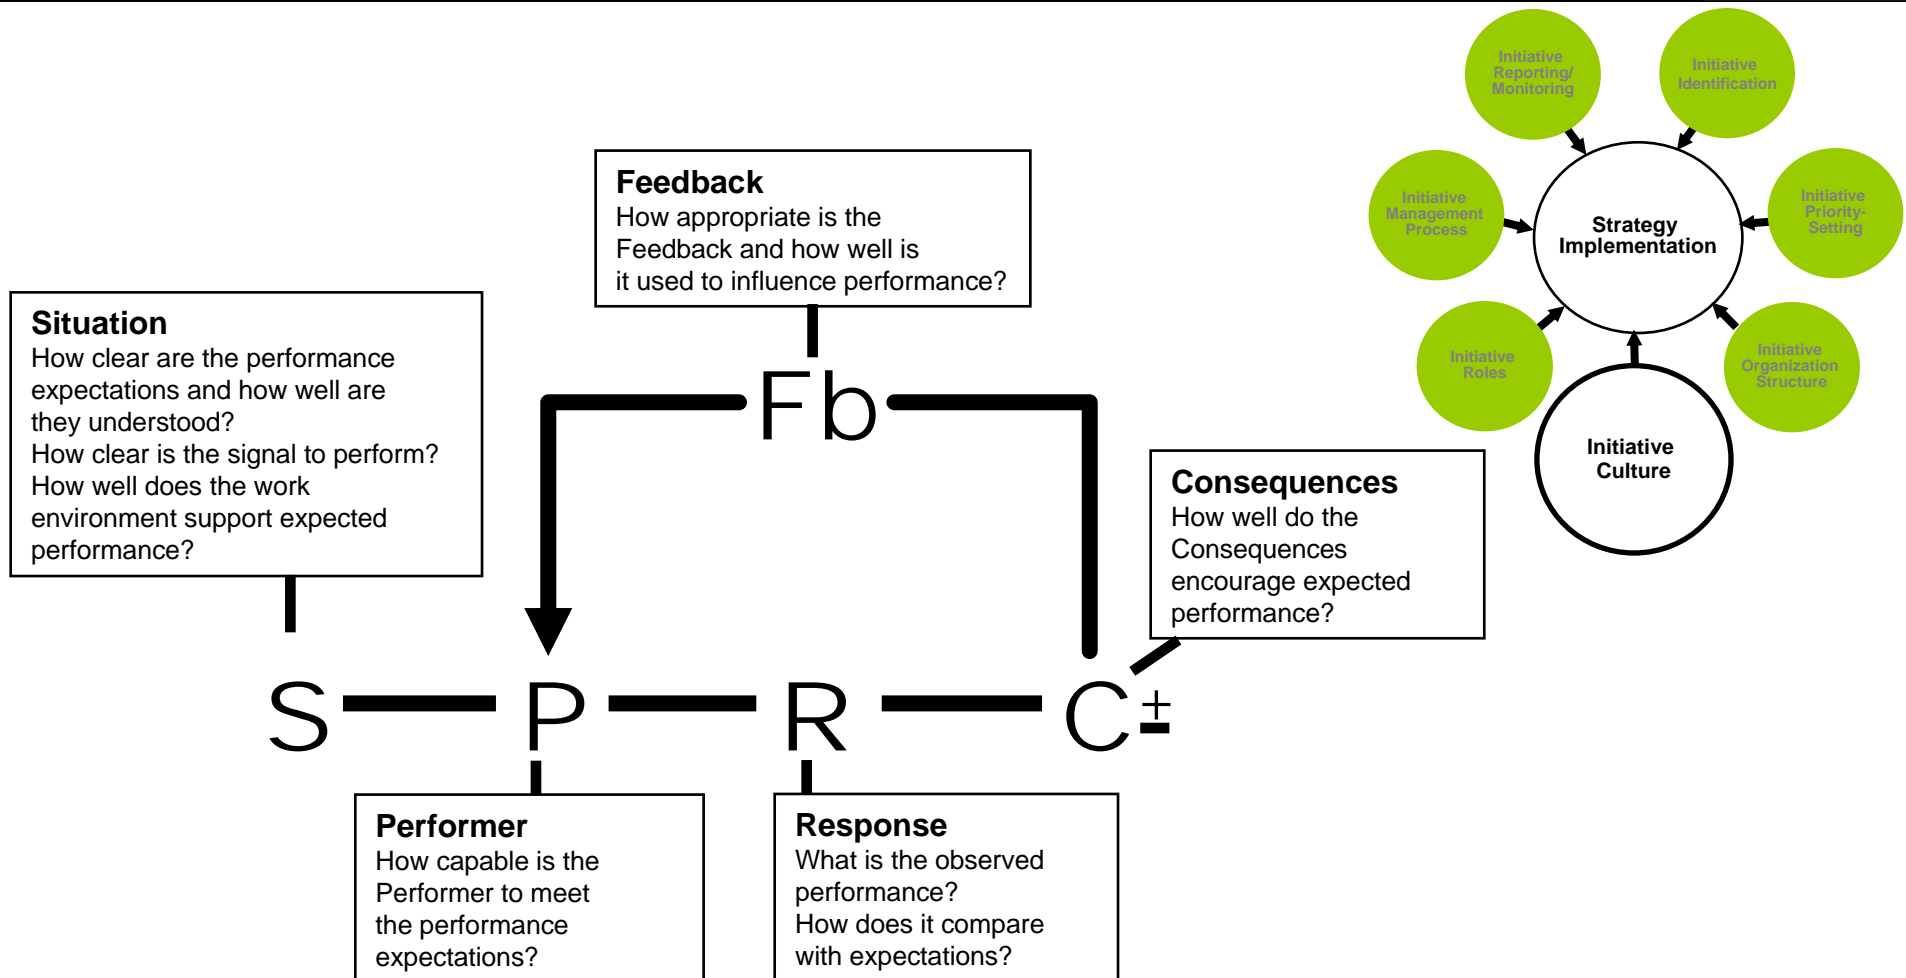 Initiative
Reporting/
Monitoring
Initiative
Identification
Initiative
Management
Process
Strategy
Implementation
Initiative
Priority-
Setting
Initiative
Roles
Initiative
Organization
Structure
Initiative
Culture
Feedback
How appropriate is the
Feedback and how well is
it used to influence performance?
Situation
How clear are the performance
expectations and how well are
they understood?
How clear is the signal to perform?
How well does the work
environment support expected
performance?
Fb
Consequences
How well do the
Consequences
encourage expected
performance?
S P R C ±
Performer
How capable is the
Performer to meet
the performance
expectations?
Response
What is the observed
performance?
How does it compare
with expectations?